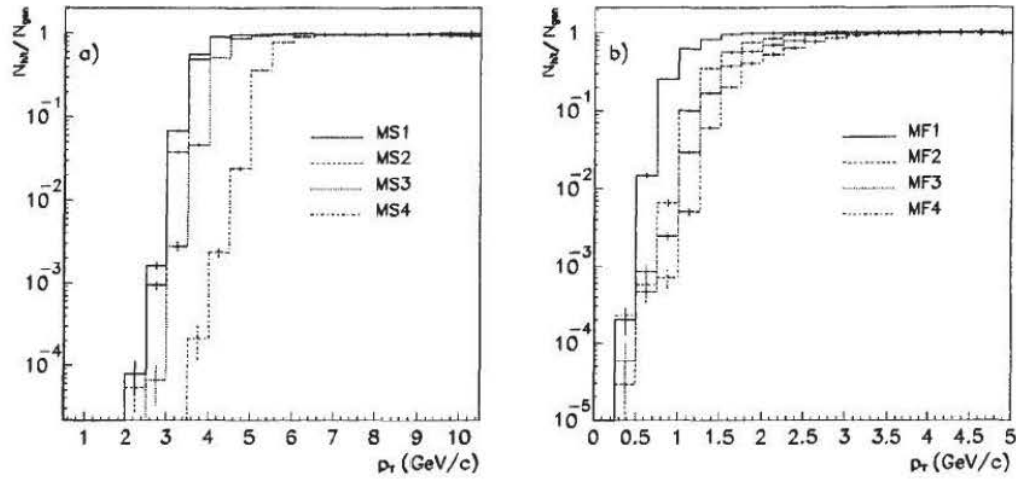 N_hit/N_gen
a)
1
10^-1
10^-2
10^-3
10^-4
MS1
MS2
MS3
MS4
1 2 3 4 5 6 7 8 9 10
p_T (GeV/c)
N_hit/N_gen
b)
1
10^-1
10^-2
10^-3
10^-4
10^-5
MF1
MF2
MF3
MF4
0 0.5 1 1.5 2 2.5 3 3.5 4 4.5 5
p_T (GeV/c)